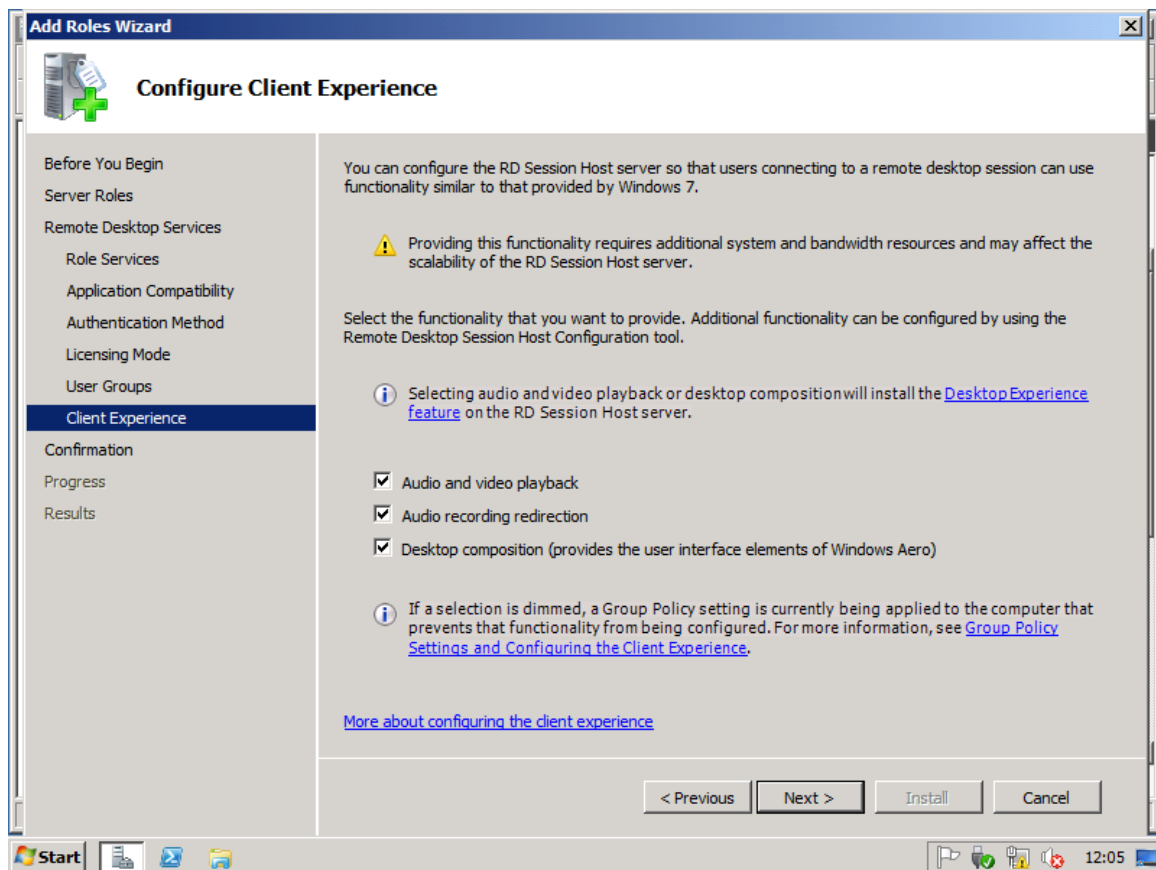 Add Roles Wizard
Configure Client Experience
Before You Begin
Server Roles
Remote Desktop Services
Role Services
Application Compatibility
Authentication Method
Licensing Mode
User Groups
Client Experience
Confirmation
Progress
Results
You can configure the RD Session Host server so that users connecting to a remote desktop session can use
functionality similar to that provided by Windows 7.
Providing this functionality requires additional system and bandwidth resources and may affect the
scalability of the RD Session Host server.
Select the functionality that you want to provide. Additional functionality can be configured by using the
Remote Desktop Session Host Configuration tool.
Selecting audio and video playback or desktop composition will install the Desktop Experience
feature on the RD Session Host server.
Audio and video playback
Audio recording redirection
Desktop composition (provides the user interface elements of Windows Aero)
If a selection is dimmed, a Group Policy setting is currently being applied to the computer that
prevents that functionality from being configured. For more information, see Group Policy
Settings and Configuring the Client Experience.
More about configuring the client experience
< Previous
Next >
Install
Cancel
Start
12:05